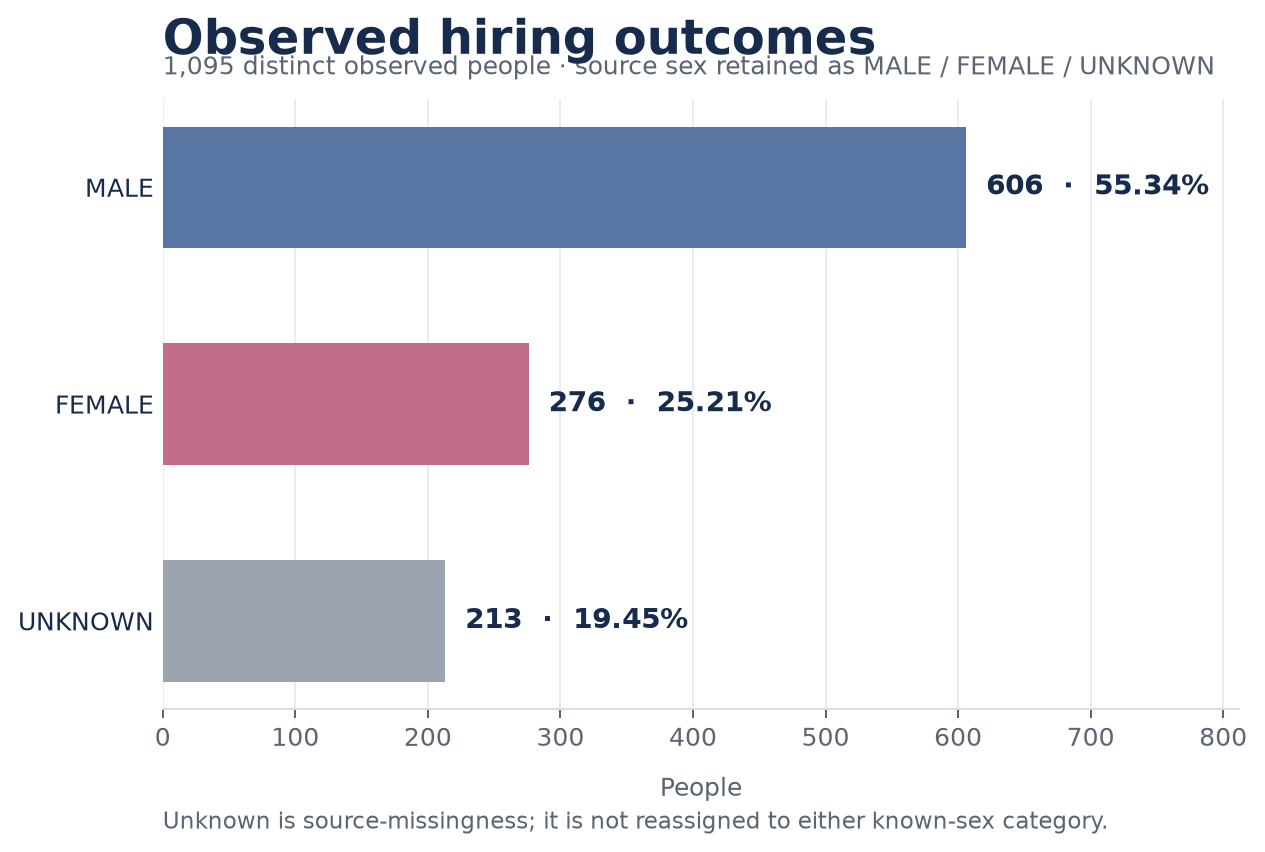 Observed hiring outcomes
1,095 distinct observed people · source sex retained as MALE / FEMALE / UNKNOWN
MALE
606 · 55.34%
FEMALE
276 · 25.21%
UNKNOWN
213 · 19.45%
0 100 200 300 400 500 600 700 800
People
Unknown is source-missingness; it is not reassigned to either known-sex category.